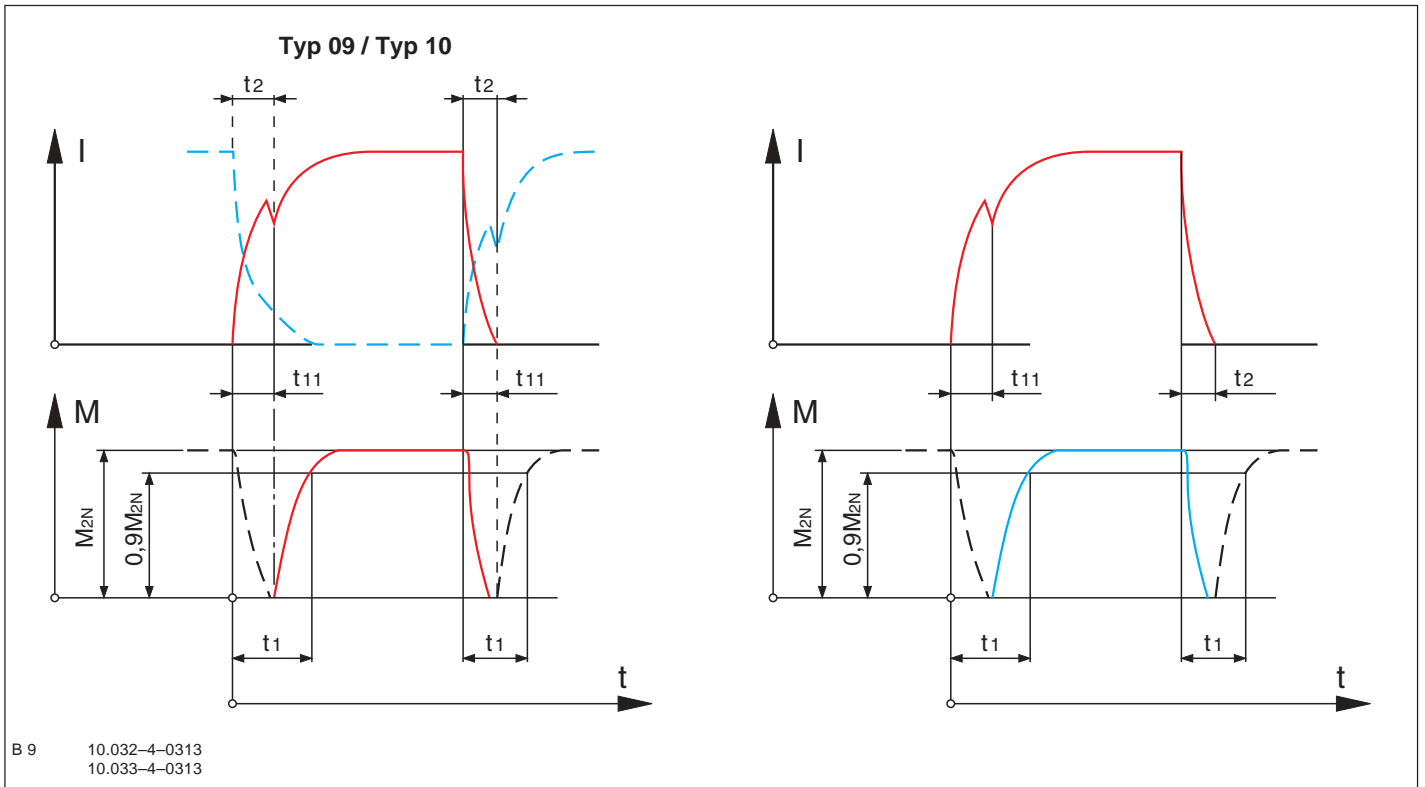 Typ 09 / Typ 10
t2
t2
I
t11
t11
M
M2N
0,9M2N
t1
t1
t
I
t11
t2
M
M2N
0,9M2N
t1
t1
t
B 9 10.032–4–0313
10.033–4–0313